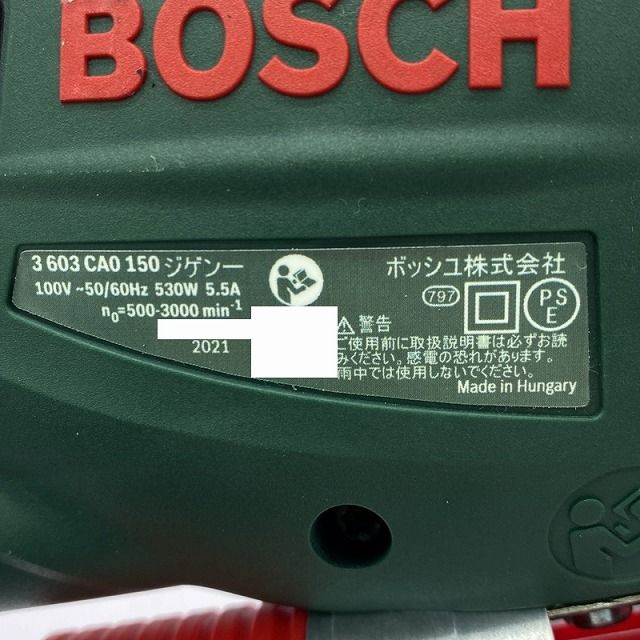 BOSCH
3 603 CA0 150 ジゲンー
100V ~50/60Hz 530W 5.5A
n₀=500-3000 min⁻¹
2021
ボッシュ株式会社
797
PS
E
警告
ご使用前に取扱説明書は必ずお読
みください。感電の恐れがあります。
雨中では使用しないでください。
Made in Hungary